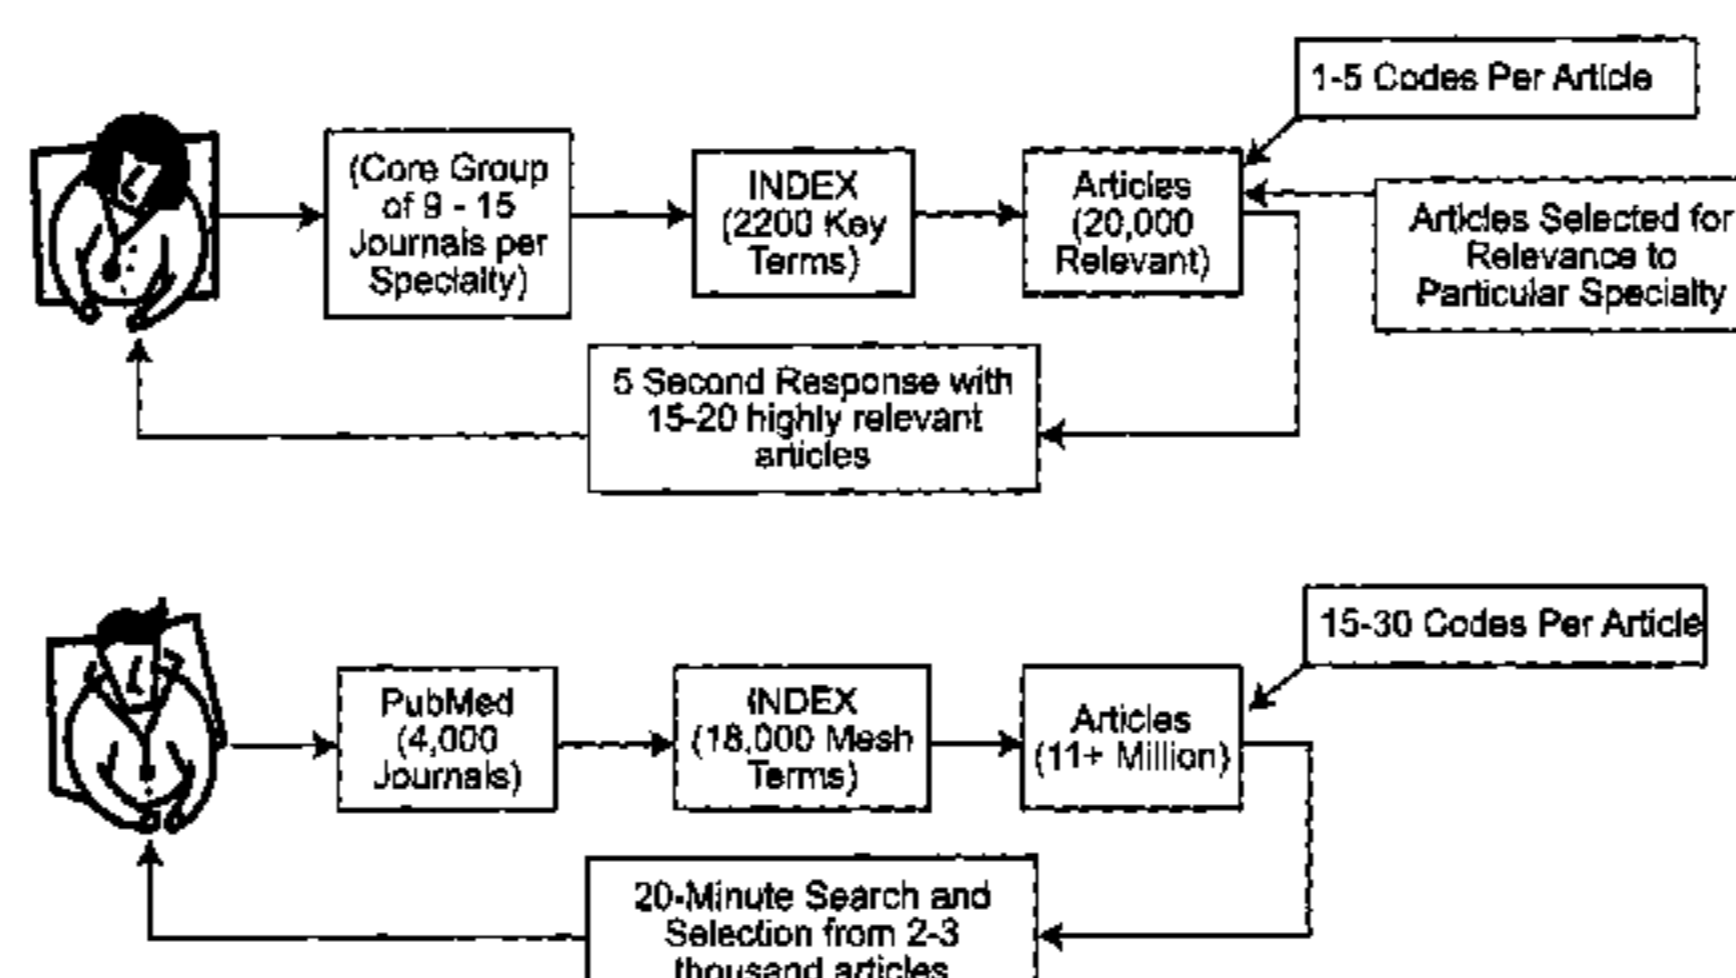 1-5 Codes Per Article
(Core Group
of 9 - 15
Journals per
Specialty)
INDEX
(2200 Key
Terms)
Articles
(20,000
Relevant)
Articles Selected for
Relevance to
Particular Specialty
5 Second Response with
15-20 highly relevant
articles
15-30 Codes Per Article
PubMed
(4,000
Journals)
INDEX
(18,000 Mesh
Terms)
Articles
(11+ Million)
20-Minute Search and
Selection from 2-3
thousand articles